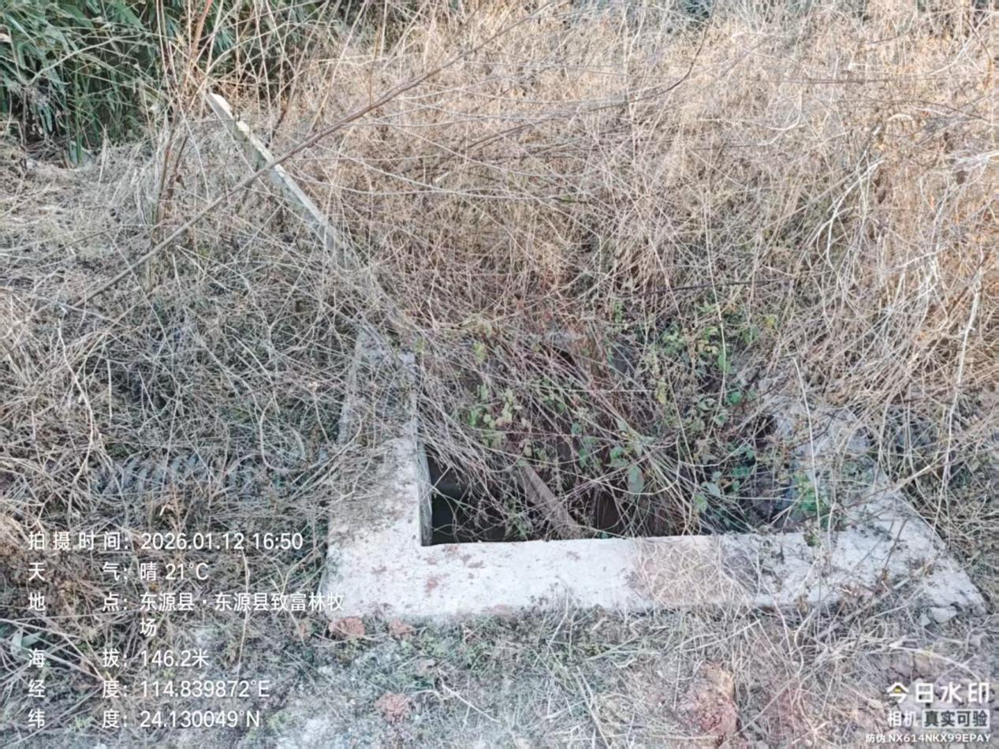 拍摄时间: 2026.01.12 16:50
天气: 晴 21℃
地点: 东源县·东源县致富林牧
场
海拔: 146.2米
经度: 114.839872°E
纬度: 24.130049°N
今日水印
相机 真实可验
防伪 NX614NKX99EPAY